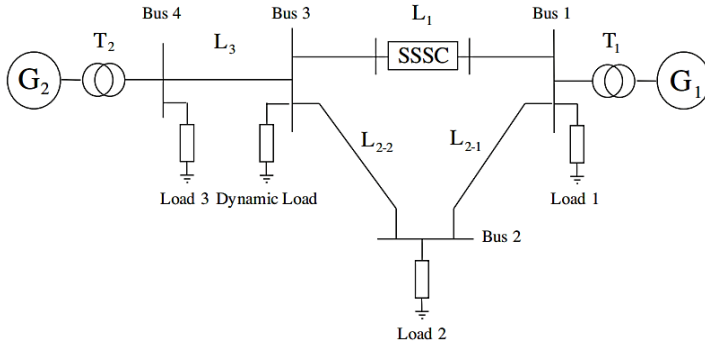 Bus 4
Bus 3
L1
Bus 1
T2
L3
SSSC
T1
G2
G1
L2-2
L2-1
Load 3
Dynamic Load
Load 1
Bus 2
Load 2